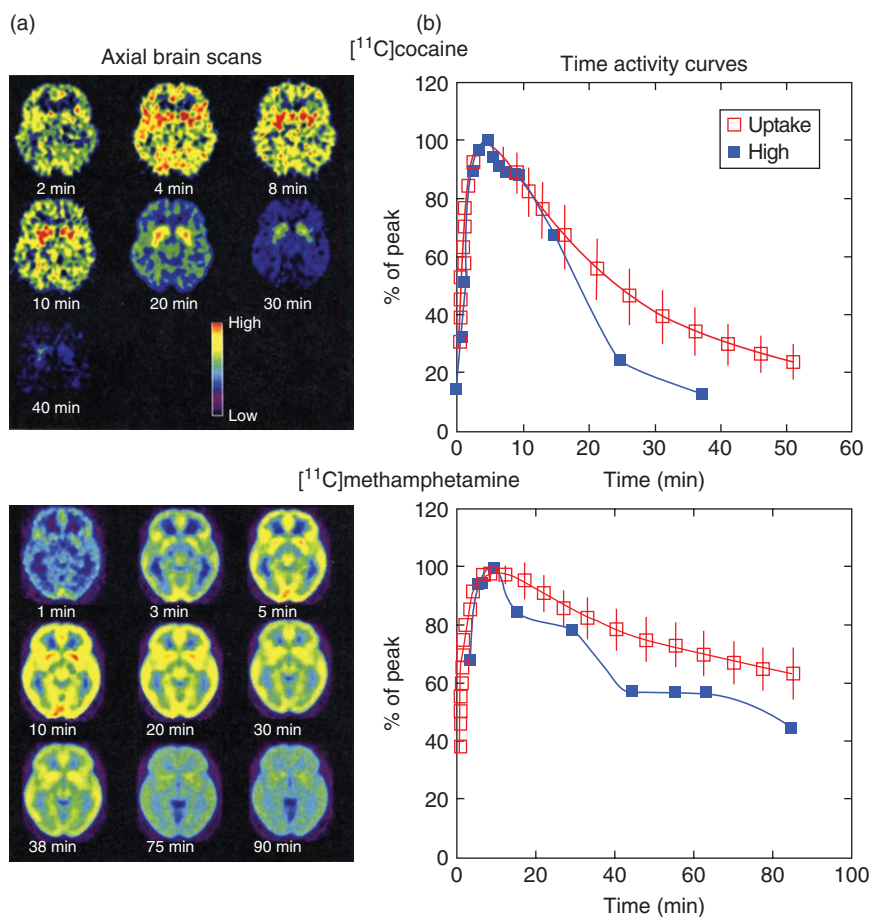 (a)
(b)
[¹¹C]cocaine
Axial brain scans
2 min
4 min
8 min
10 min
20 min
30 min
40 min
High
Low
Time activity curves
Uptake
High
% of peak
120
100
80
60
40
20
0
0 10 20 30 40 50 60
Time (min)
[¹¹C]methamphetamine
1 min
3 min
5 min
10 min
20 min
30 min
38 min
75 min
90 min
% of peak
120
100
80
60
40
20
0
0 20 40 60 80 100
Time (min)